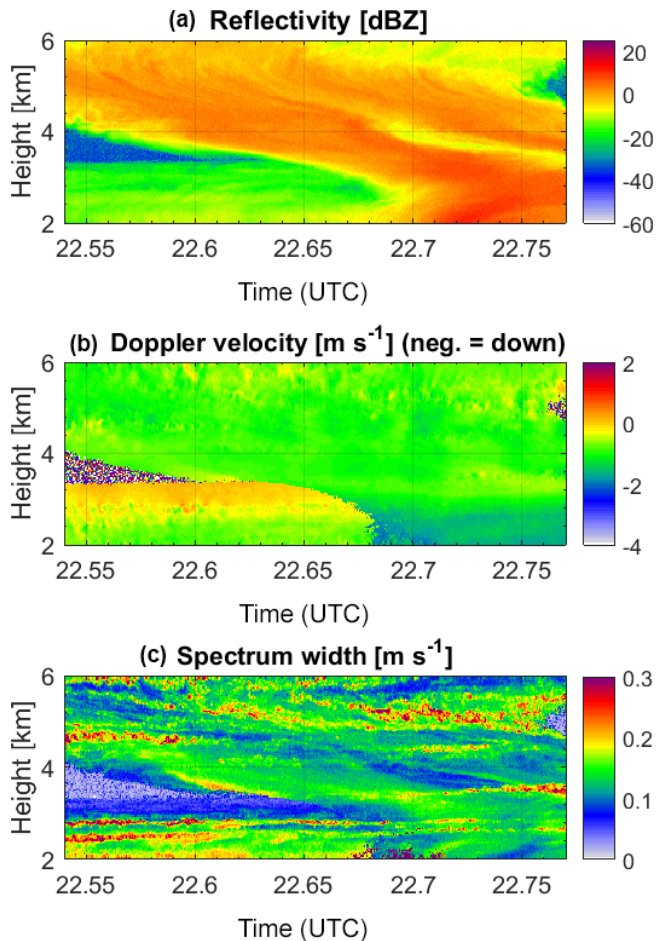 (a) Reflectivity [dBZ]
6
4
2
Height [km]
22.55 22.6 22.65 22.7 22.75
Time (UTC)
20
0
-20
-40
-60
(b) Doppler velocity [m s-1] (neg. = down)
6
4
2
Height [km]
22.55 22.6 22.65 22.7 22.75
Time (UTC)
2
0
-2
-4
(c) Spectrum width [m s-1]
6
4
2
Height [km]
22.55 22.6 22.65 22.7 22.75
Time (UTC)
0.3
0.2
0.1
0